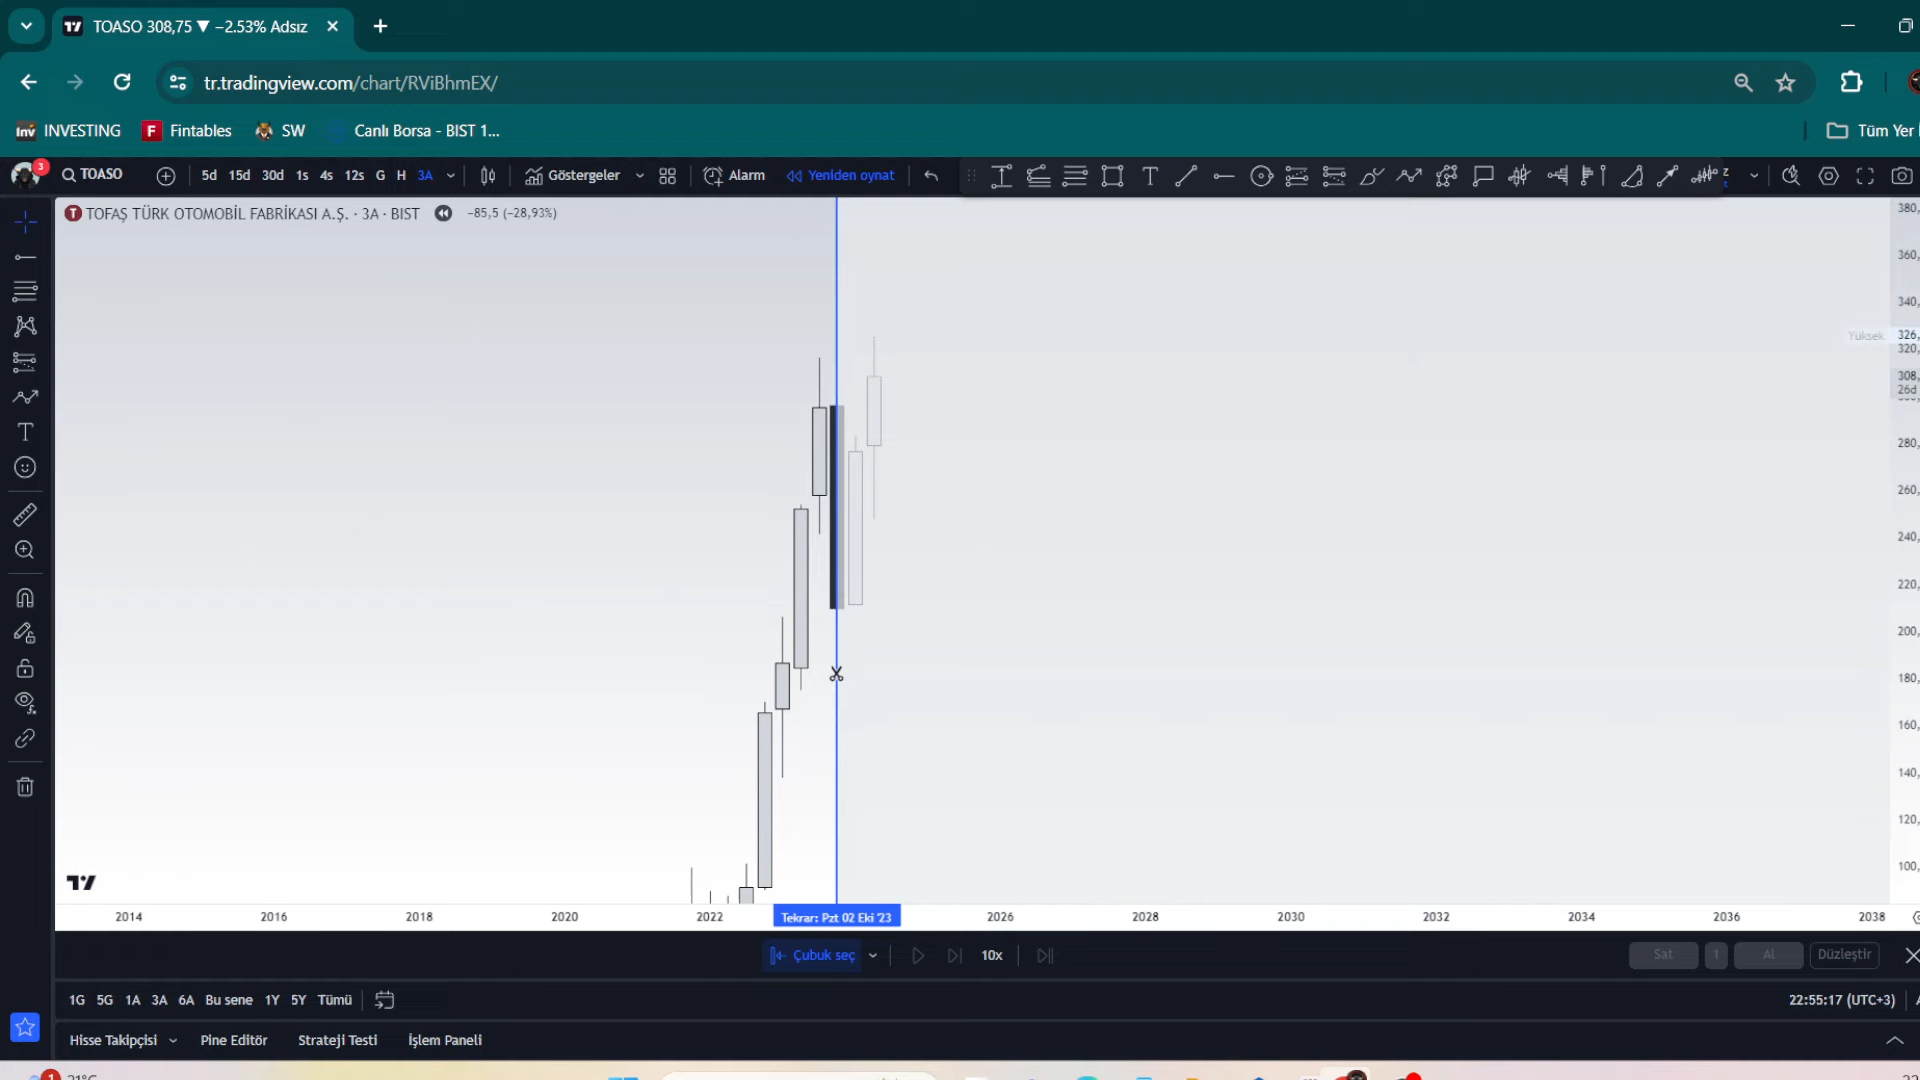 TOASO 308,75 ▼ −2.53% Adsız
tr.tradingview.com/chart/RViBhmEX/
INVESTING
Fintables
SW
Canlı Borsa - BIST 1...
Tüm Yer
3
TOASO
5d 15d 30d 1s 4s 12s G H 3A
Göstergeler
Alarm
Yeniden oynat
TOFAŞ TÜRK OTOMOBİL FABRİKASI A.Ş. · 3A · BIST
−85,5 (−28,93%)
380,
360,
340,
Yüksek 326,
320,
308,
26d
280,
260,
240,
220,
200,
180,
160,
140,
120,
100,
2014 2016 2018 2020 2022 Tekrar: Pzt 02 Eki '23 2026 2028 2030 2032 2034 2036 2038
Çubuk seç
10x
Sat 1 Al Düzleştir
1G 5G 1A 3A 6A Bu sene 1Y 5Y Tümü
22:55:17 (UTC+3)
Hisse Takipçisi Pine Editör Strateji Testi İşlem Paneli
1